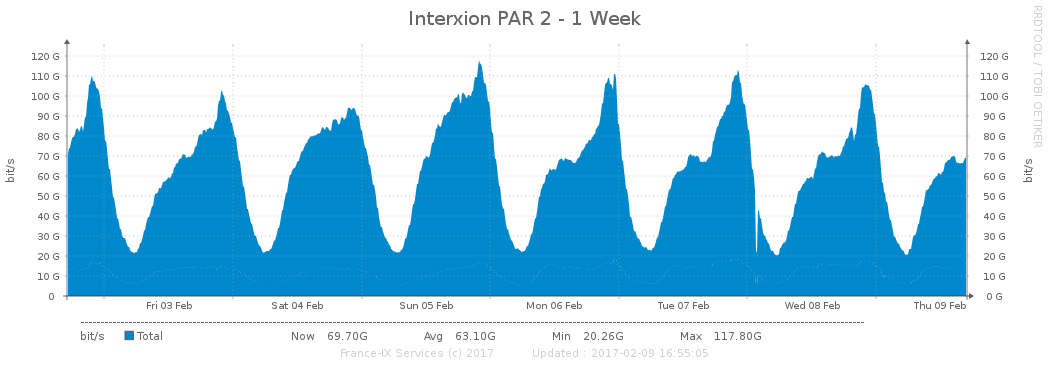 Interxion PAR 2 - 1 Week
RRDTOOL / TOBI OETIKER
bit/s
120 G 120 G
110 G 110 G
100 G 100 G
90 G 90 G
80 G 80 G
70 G 70 G
60 G 60 G
50 G 50 G
40 G 40 G
30 G 30 G
20 G 20 G
10 G 10 G
0 0 G
bit/s
Fri 03 Feb Sat 04 Feb Sun 05 Feb Mon 06 Feb Tue 07 Feb Wed 08 Feb Thu 09 Feb
bit/s Total Now 69.70G Avg 63.10G Min 20.26G Max 117.80G
France-IX Services (c) 2017 Updated : 2017-02-09 16:55:05